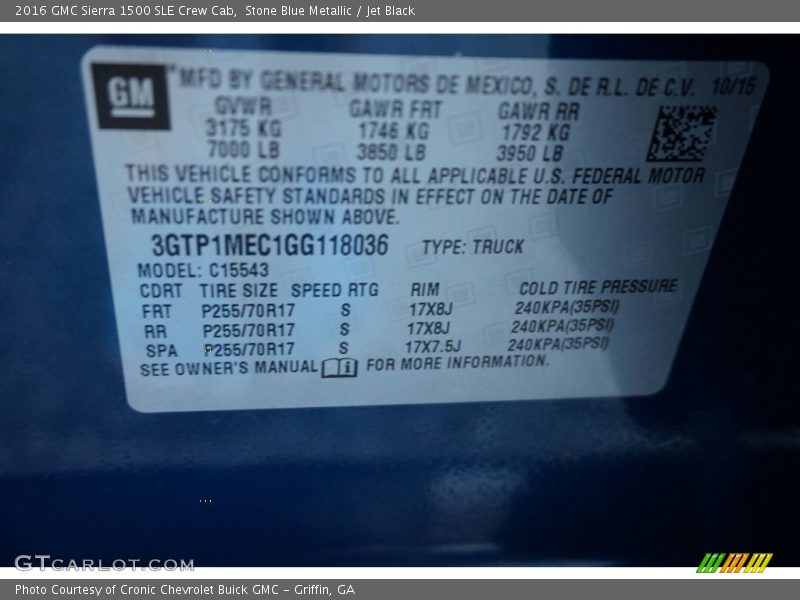 2016 GMC Sierra 1500 SLE Crew Cab, Stone Blue Metallic / Jet Black
GM
MFD BY GENERAL MOTORS DE MEXICO, S. DE R.L. DE C.V. 10/15
GVWR GAWR FRT GAWR RR
3175 KG 1746 KG 1792 KG
7000 LB 3850 LB 3950 LB
THIS VEHICLE CONFORMS TO ALL APPLICABLE U.S. FEDERAL MOTOR
VEHICLE SAFETY STANDARDS IN EFFECT ON THE DATE OF
MANUFACTURE SHOWN ABOVE.
3GTP1MEC1GG118036 TYPE: TRUCK
MODEL: C15543
CDRT TIRE SIZE SPEED RTG RIM COLD TIRE PRESSURE
FRT P255/70R17 S 17X8J 240KPA(35PSI)
RR P255/70R17 S 17X8J 240KPA(35PSI)
SPA P255/70R17 S 17X7.5J 240KPA(35PSI)
SEE OWNER'S MANUAL i FOR MORE INFORMATION.
GTcarlot.com
Photo Courtesy of Cronic Chevrolet Buick GMC - Griffin, GA